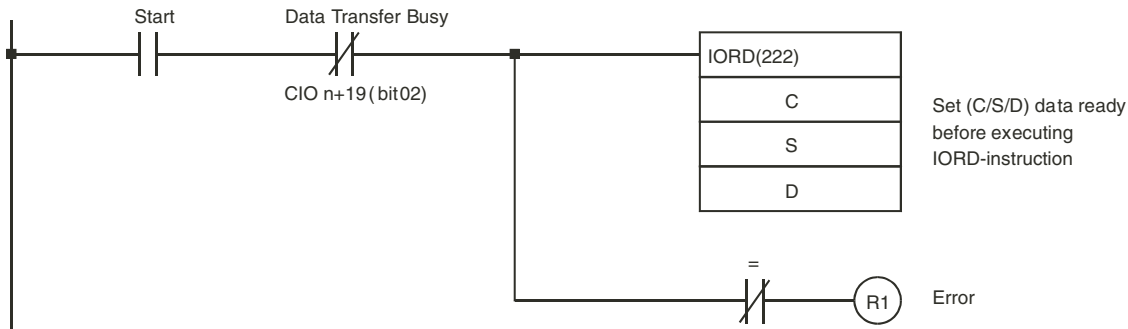 Start
Data Transfer Busy
CIO n+19(bit02)
IORD(222)
C
S
D
Set (C/S/D) data ready
before executing
IORD-instruction
=
R1
Error